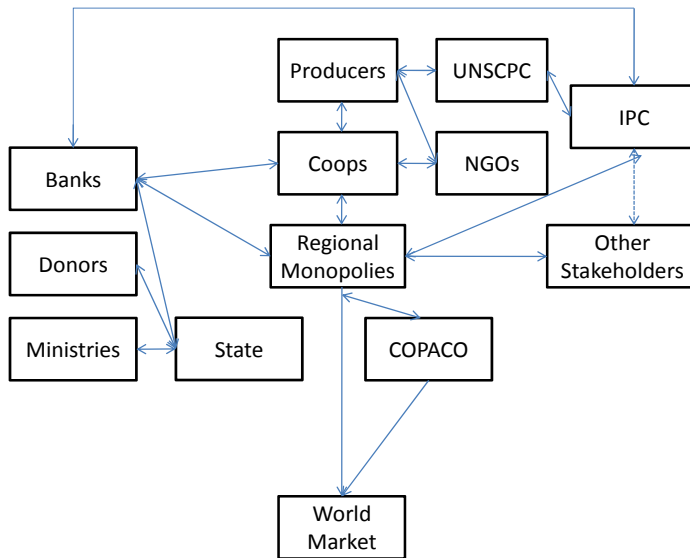 Producers
UNSCPC
IPC
Banks
Coops
NGOs
Donors
Regional
Monopolies
Other
Stakeholders
Ministries
State
COPACO
World
Market